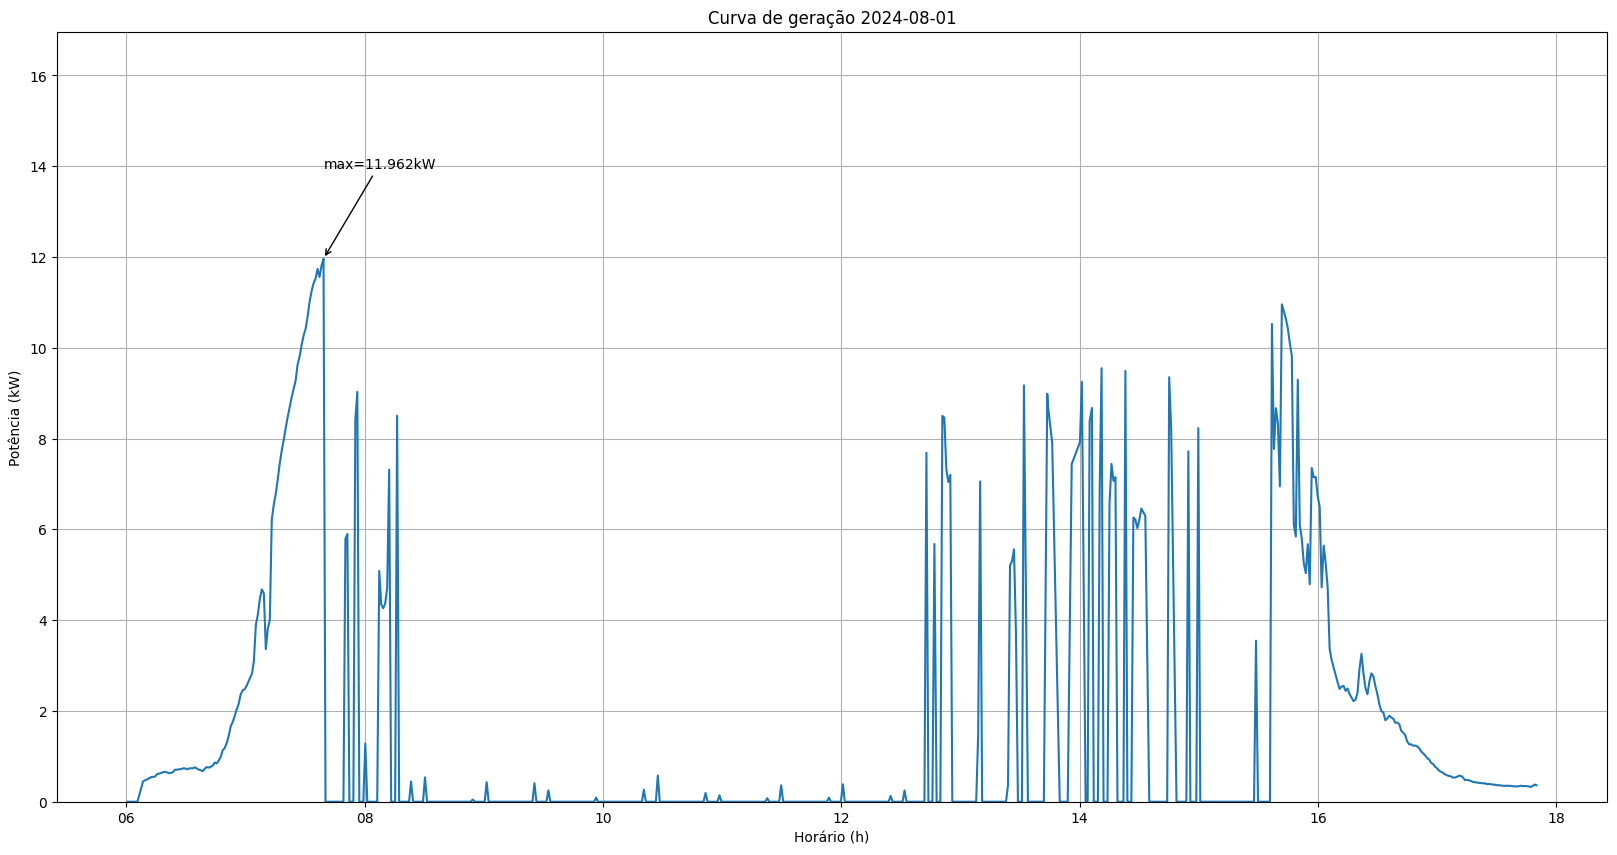 Curva de geração 2024-08-01
16
14
12
10
8
6
4
2
0
max=11.962kW
Potência (kW)
06 08 10 12 14 16 18
Horário (h)